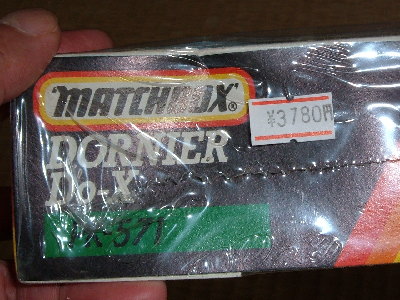 MATCHBOX®
¥3780円
DORNIER
Do-X
PK-571